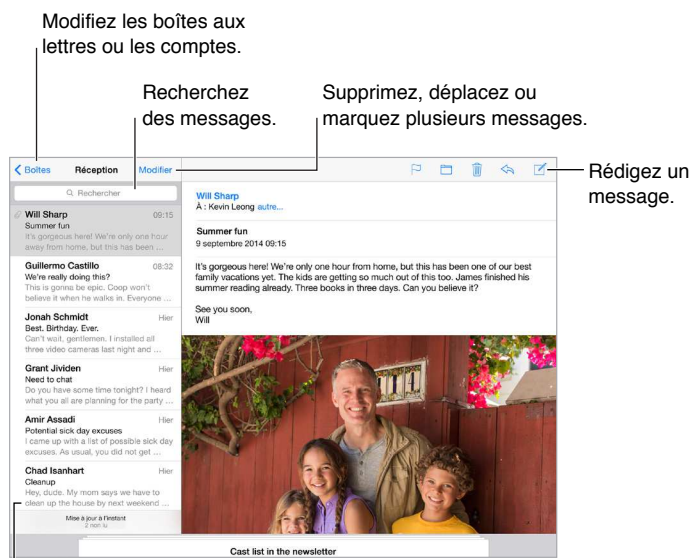 Modifiez les boîtes aux
lettres ou les comptes.
Recherchez
des messages.
Supprimez, déplacez ou
marquez plusieurs messages.
Rédigez un
message.
Boîtes
Réception
Modifier
Rechercher
Will Sharp 09:15
Summer fun
It's gorgeous here! We're only one hour
away from home, but this has been ...
Guillermo Castillo 08:32
We're really doing this?
This is gonna be epic. Coop won't
believe it when he walks in. Everyone ...
Jonah Schmidt Hier
Best. Birthday. Ever.
Can't wait, gentlemen. I installed all
three video cameras last night and ...
Grant Jividen Hier
Need to chat
Do you have some time tonight? I heard
what you all are planning for the party ...
Amir Assadi Hier
Potential sick day excuses
I came up with a list of possible sick day
excuses. As usual, you did not get ...
Chad Isanhart Hier
Cleanup
Hey, dude. My mom says we have to
clean up the house by next weekend ...
Mise à jour à l'instant
2 non lu
Will Sharp
À : Kevin Leong autre...
Summer fun
9 septembre 2014 09:15
It's gorgeous here! We're only one hour from home, but this has been one of our best
family vacations yet. The kids are getting so much out of this too. James finished his
summer reading already. Three books in three days. Can you believe it?
See you soon,
Will
1114
Cast list in the newsletter